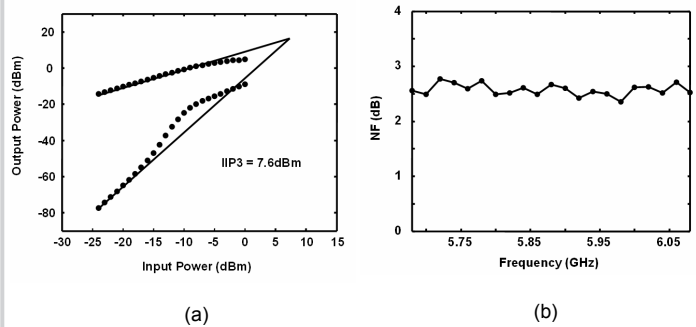 20
0
-20
-40
-60
-80
Output Power (dBm)
IIP3 = 7.6dBm
-30 -25 -20 -15 -10 -5 0 5 10 15
Input Power (dBm)
(a)
4
3
2
1
0
NF (dB)
5.75 5.85 5.95 6.05
Frequency (GHz)
(b)